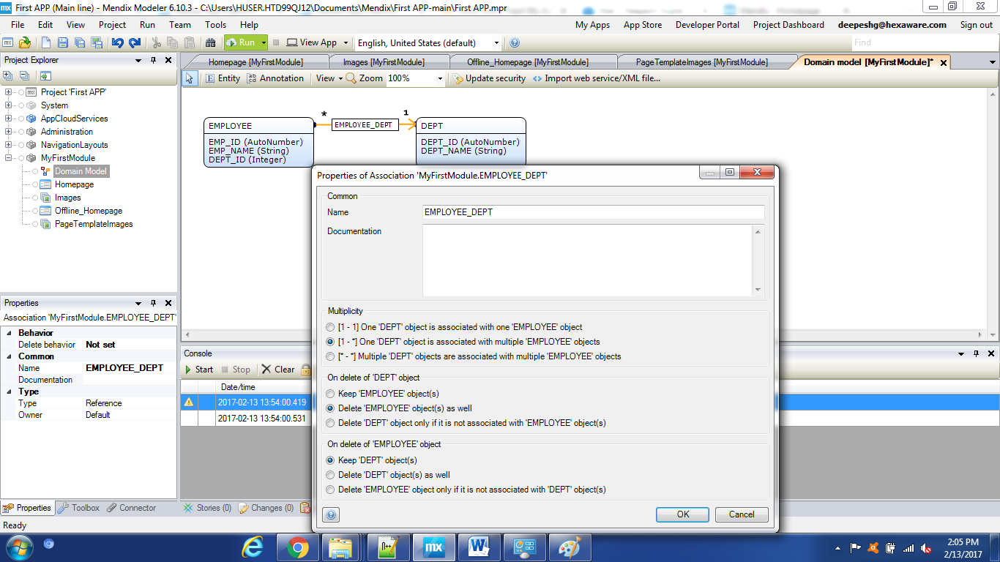 First APP (Main line) - Mendix Modeler 6.10.3 - C:\Users\HUSER.HTD99QJ12\Documents\Mendix\First APP-main\First APP.mpr
File Edit View Project Run Team Tools Help My Apps App Store Developer Portal Project Dashboard deepeshg@hexaware.com Sign out
Run View App English, United States (default) Find
Project Explorer
Homepage [MyFirstModule] Images [MyFirstModule] Offline_Homepage [MyFirstModule] PageTemplateImages [MyFirstModule] Domain model [MyFirstModule]*
Entity Annotation View Zoom 100% Update security Import web service/XML file...
Project 'First APP'
System
AppCloudServices
Administration
NavigationLayouts
MyFirstModule
Domain Model
Homepage
Images
Offline_Homepage
PageTemplateImages
* 1
EMPLOYEE EMPLOYEE_DEPT DEPT
EMP_ID (AutoNumber)
EMP_NAME (String)
DEPT_ID (Integer)
DEPT_ID (AutoNumber)
DEPT_NAME (String)
Properties
Association 'MyFirstModule.EMPLOYEE_DEPT'
Behavior
Delete behavior Not set
Common
Name EMPLOYEE_DEPT
Documentation
Type
Type Reference
Owner Default
Properties Toolbox Connector
Ready
Console
Start Stop Clear
Date/time
2017-02-13 13:54:00.419
2017-02-13 13:54:00.531
Stories (0) Changes (0)
Properties of Association 'MyFirstModule.EMPLOYEE_DEPT'
Common
Name EMPLOYEE_DEPT
Documentation
Multiplicity
[1 - 1] One 'DEPT' object is associated with one 'EMPLOYEE' object
[1 - *] One 'DEPT' object is associated with multiple 'EMPLOYEE' objects
[* - *] Multiple 'DEPT' objects are associated with multiple 'EMPLOYEE' objects
On delete of 'DEPT' object
Keep 'EMPLOYEE' object(s)
Delete 'EMPLOYEE' object(s) as well
Delete 'DEPT' object only if it is not associated with 'EMPLOYEE' object(s)
On delete of 'EMPLOYEE' object
Keep 'DEPT' object(s)
Delete 'DEPT' object(s) as well
Delete 'EMPLOYEE' object only if it is not associated with 'DEPT' object(s)
OK Cancel
2:05 PM
2/13/2017